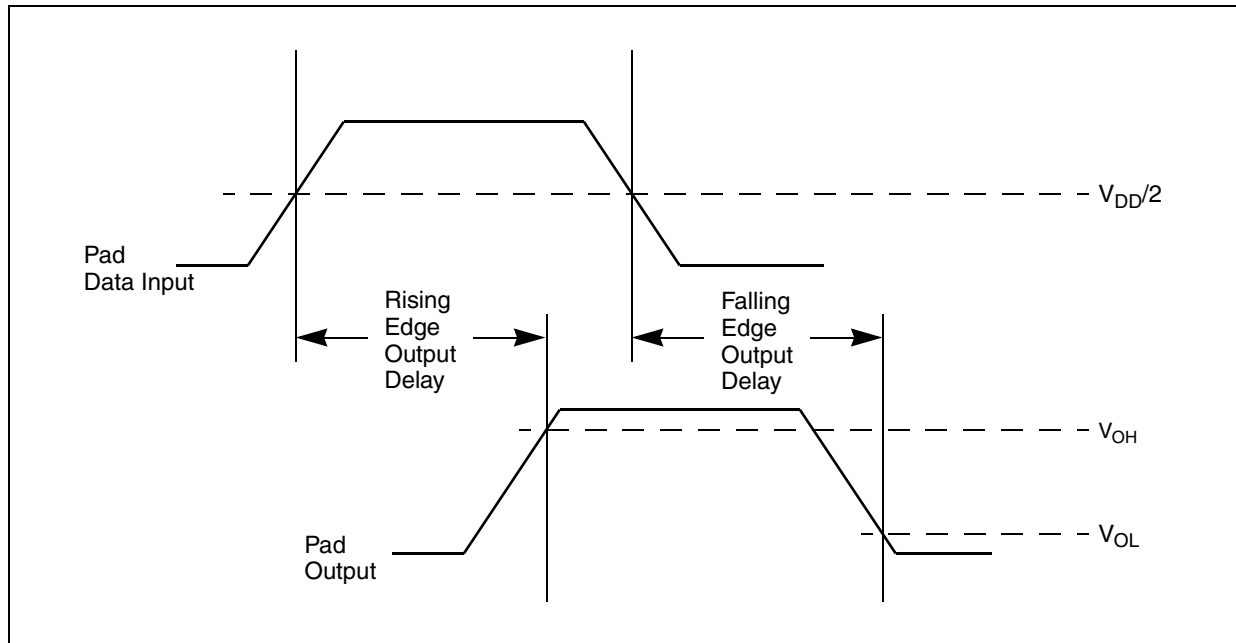 V_DD/2
Pad
Data Input
Rising
Edge
Output
Delay
Falling
Edge
Output
Delay
V_OH
V_OL
Pad
Output